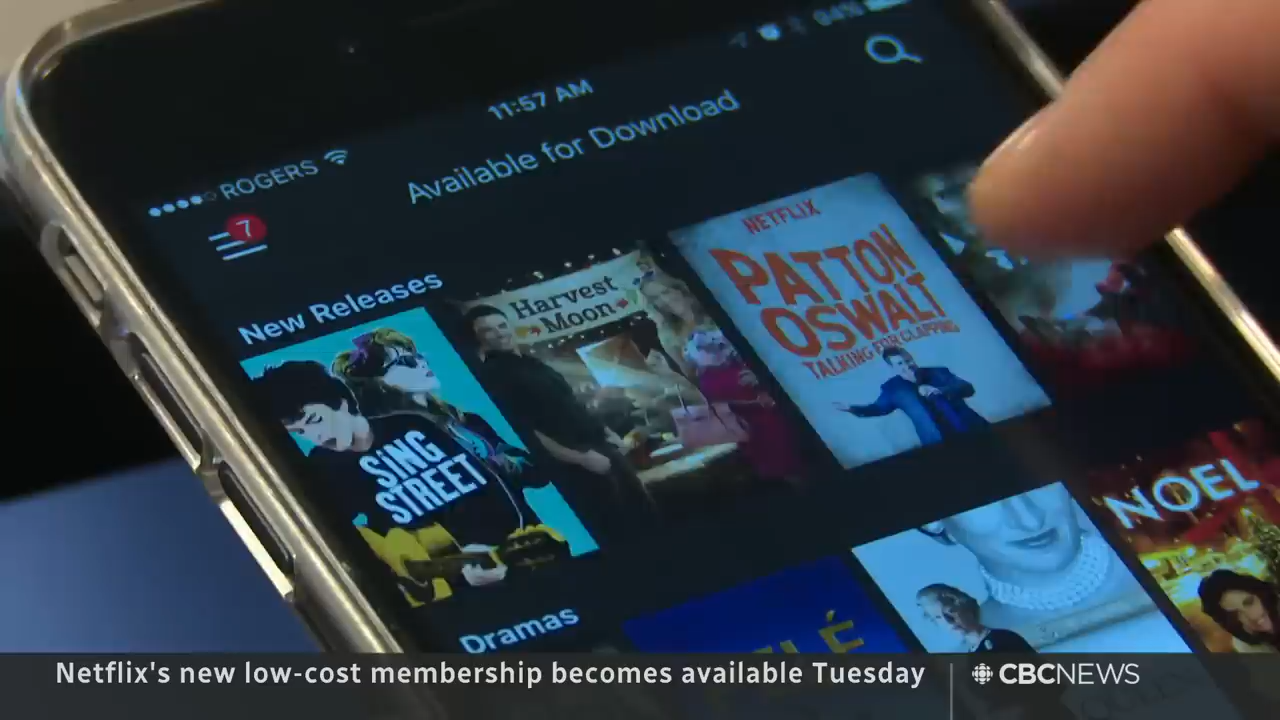 94%
11:57 AM
ROGERS
Available for Download
7
New Releases
SING
STREET
Harvest
Moon
NETFLIX
PATTON
OSWALT
TALKING FOR CLAPPING
NOEL
Dramas
Netflix's new low-cost membership becomes available Tuesday
CBCNEWS